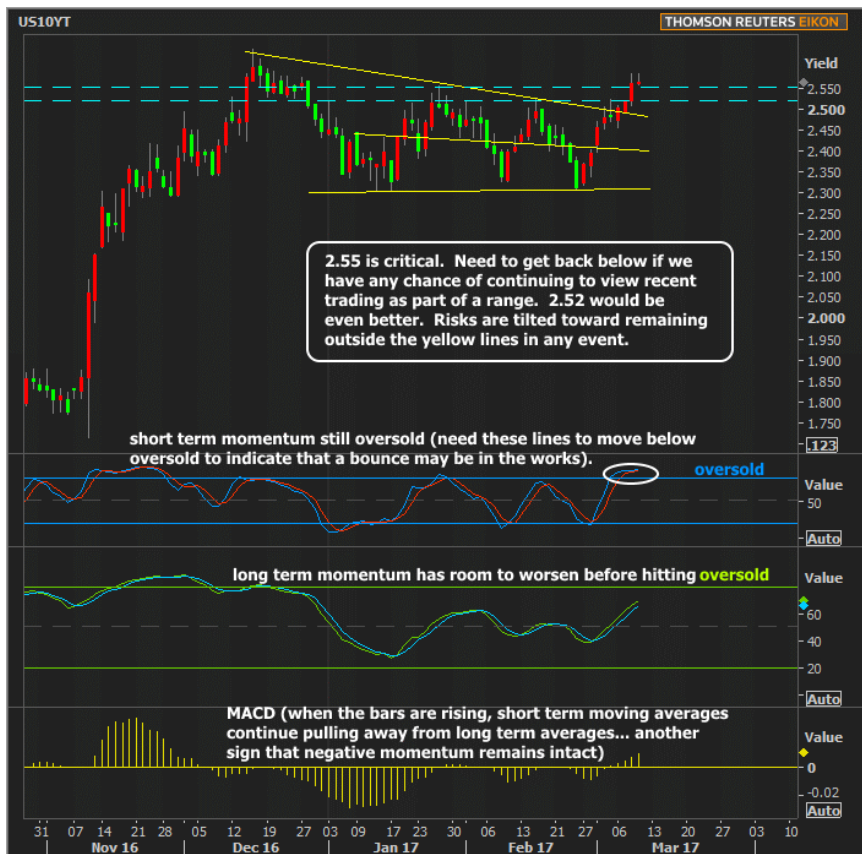 US10YT
THOMSON REUTERS EIKON
Yield
2.550
2.500
2.450
2.400
2.350
2.300
2.250
2.200
2.150
2.100
2.050
2.000
1.950
1.900
1.850
1.800
1.750
.123
2.55 is critical. Need to get back below if we
have any chance of continuing to view recent
trading as part of a range. 2.52 would be
even better. Risks are tilted toward remaining
outside the yellow lines in any event.
short term momentum still oversold (need these lines to move below
oversold to indicate that a bounce may be in the works).
oversold
Value
50
Auto
long term momentum has room to worsen before hitting oversold
Value
60
40
20
Auto
MACD (when the bars are rising, short term moving averages
continue pulling away from long term averages... another
sign that negative momentum remains intact)
Value
0
-0.02
Auto
31 07 14 21 28 05 12 19 27 03 09 17 23 30 06 13 21 27 06 13 20 27 03 10
Nov 16 Dec 16 Jan 17 Feb 17 Mar 17